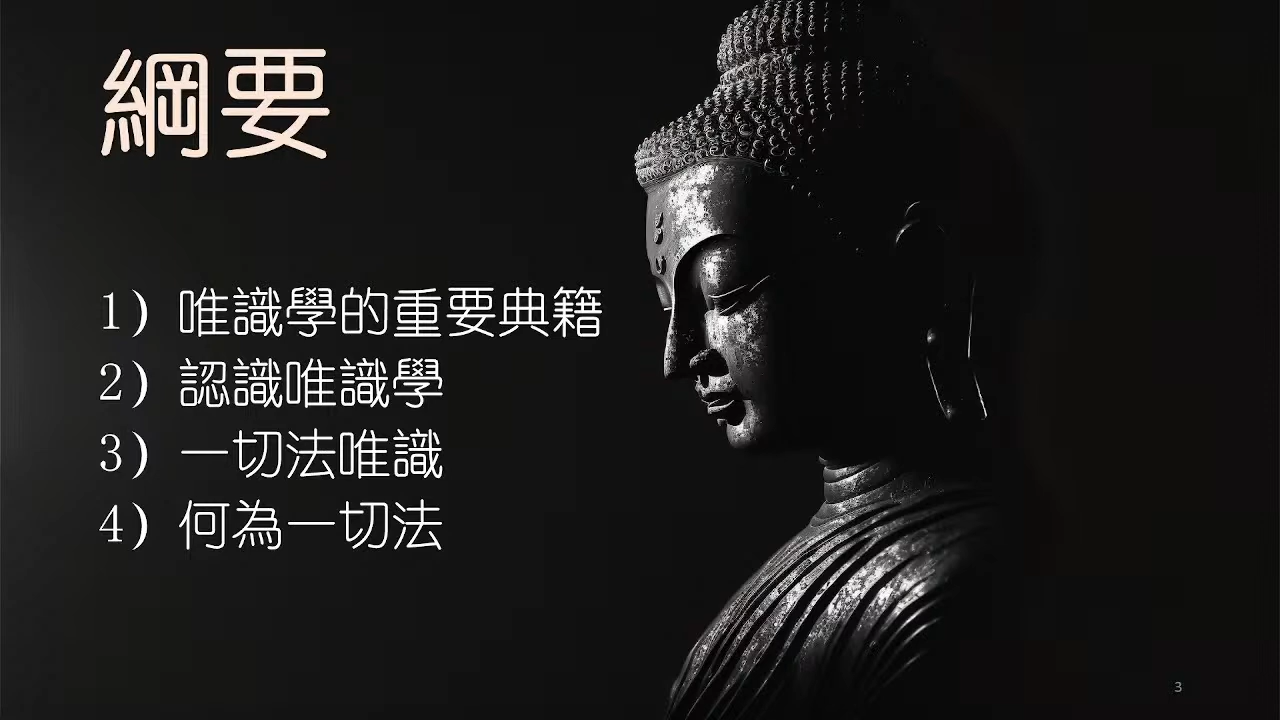 綱要
1) 唯識學的重要典籍
2) 認識唯識學
3) 一切法唯識
4) 何為一切法
3